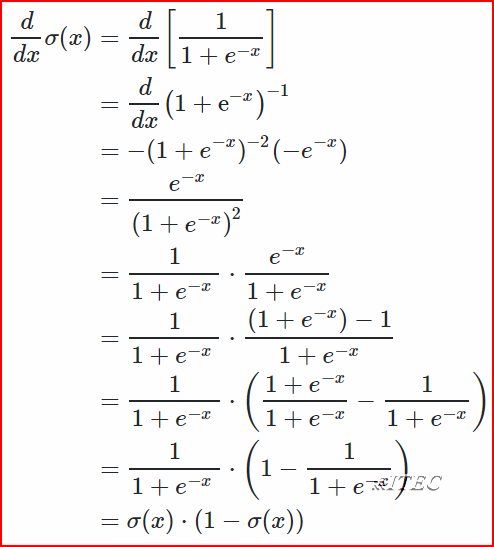 \frac{d}{dx}\sigma(x) = \frac{d}{dx}\left[\frac{1}{1+e^{-x}}\right]
= \frac{d}{dx}\left(1+\mathrm{e}^{-x}\right)^{-1}
= -(1+e^{-x})^{-2}(-e^{-x})
= \frac{e^{-x}}{\left(1+e^{-x}\right)^{2}}
= \frac{1}{1+e^{-x}} \cdot \frac{e^{-x}}{1+e^{-x}}
= \frac{1}{1+e^{-x}} \cdot \frac{(1+e^{-x})-1}{1+e^{-x}}
= \frac{1}{1+e^{-x}} \cdot \left(\frac{1+e^{-x}}{1+e^{-x}} - \frac{1}{1+e^{-x}}\right)
= \frac{1}{1+e^{-x}} \cdot \left(1 - \frac{1}{1+e^{-x}}\right)
= \sigma(x) \cdot (1-\sigma(x))